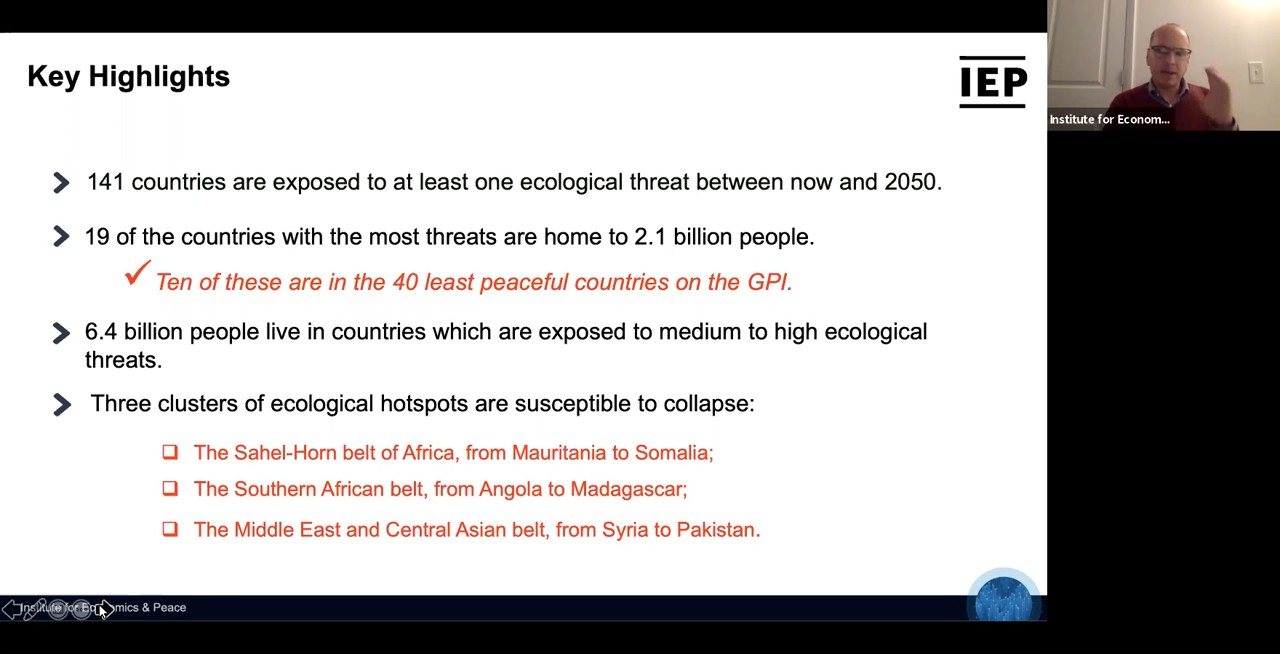 Key Highlights
IEP
Institute for Econom...
141 countries are exposed to at least one ecological threat between now and 2050.
19 of the countries with the most threats are home to 2.1 billion people.
Ten of these are in the 40 least peaceful countries on the GPI.
6.4 billion people live in countries which are exposed to medium to high ecological
threats.
Three clusters of ecological hotspots are susceptible to collapse:
The Sahel-Horn belt of Africa, from Mauritania to Somalia;
The Southern African belt, from Angola to Madagascar;
The Middle East and Central Asian belt, from Syria to Pakistan.
Institute for Economics & Peace